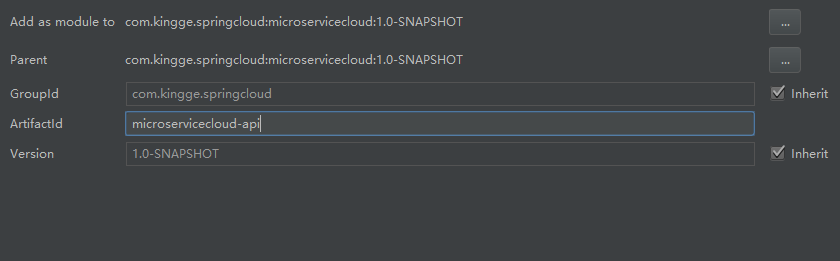 Add as module to com.kingge.springcloud:microservicecloud:1.0-SNAPSHOT ...
Parent com.kingge.springcloud:microservicecloud:1.0-SNAPSHOT ...
GroupId com.kingge.springcloud Inherit
ArtifactId microservicecloud-api
Version 1.0-SNAPSHOT Inherit